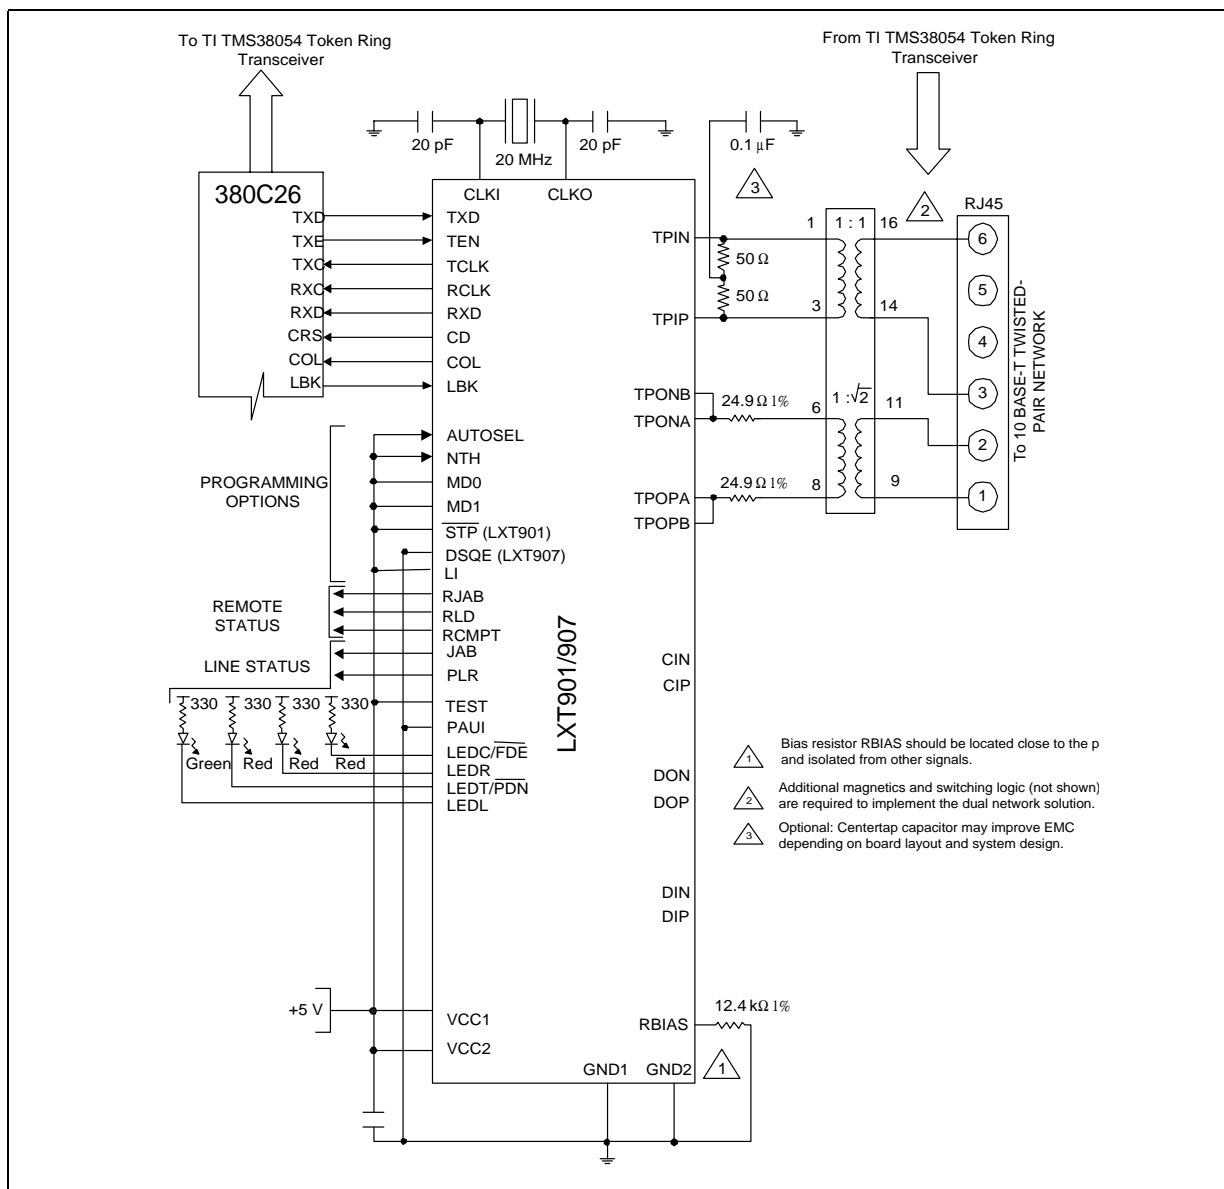 To TI TMS38054 Token Ring
Transceiver
From TI TMS38054 Token Ring
Transceiver
20 pF
20 MHz
20 pF
0.1 µF
3
2
380C26
TXD
TXE
TXC
RXC
RXD
CRS
COL
LBK
CLKI
CLKO
TXD
TEN
TCLK
RCLK
RXD
CD
COL
LBK
AUTOSEL
NTH
MD0
MD1
STP (LXT901)
DSQE (LXT907)
LI
RJAB
RLD
RCMPT
JAB
PLR
TEST
PAUI
LEDC/FDE
LEDR
LEDT/PDN
LEDL
VCC1
VCC2
PROGRAMMING
OPTIONS
REMOTE
STATUS
LINE STATUS
330
330
330
330
Green
Red
Red
Red
+5 V
LXT901/907
TPIN
TPIP
TPONB
TPONA
TPOPA
TPOPB
CIN
CIP
DON
DOP
DIN
DIP
RBIAS
GND1
GND2
50 Ω
50 Ω
24.9 Ω 1%
24.9 Ω 1%
12.4 kΩ 1%
1
1
1 : 1
16
3
14
1 :√2
6
11
8
9
RJ45
6
5
4
3
2
1
To 10 BASE-T TWISTED-
PAIR NETWORK
1
Bias resistor RBIAS should be located close to the p
and isolated from other signals.
2
Additional magnetics and switching logic (not shown)
are required to implement the dual network solution.
3
Optional: Centertap capacitor may improve EMC
depending on board layout and system design.